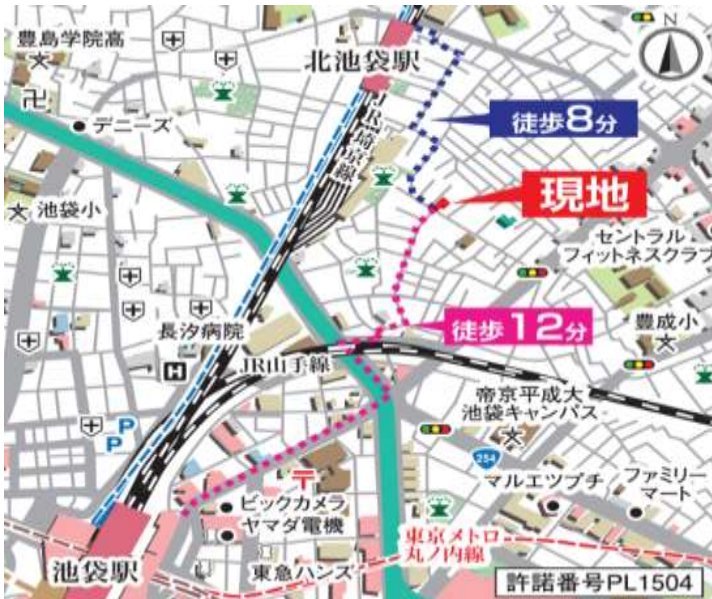 豊島学院高
北池袋駅
N
デニーズ
JR埼京線
徒歩8分
現地
池袋小
セントラル
フィットネスクラブ
長汐病院
徒歩12分
豊成小
H
JR山手線
帝京平成大
池袋キャンパス
P
P
254
マルエツプチ
ファミリー
マート
ビックカメラ
ヤマダ電機
東京メトロ
丸ノ内線
池袋駅
東急ハンズ
許諾番号PL1504